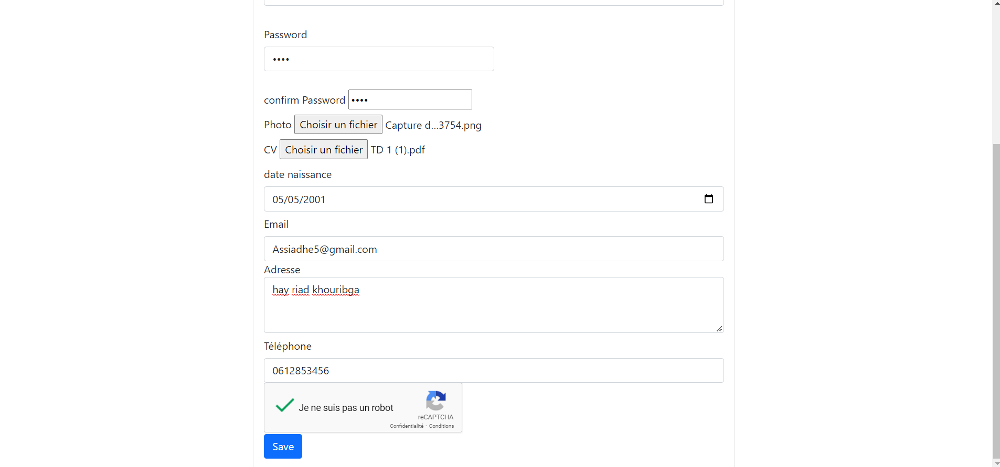 Password
••••
confirm Password ••••
Photo Choisir un fichier Capture d...3754.png
CV Choisir un fichier TD 1 (1).pdf
date naissance
05/05/2001
Email
Assiadhe5@gmail.com
Adresse
hay riad khouribga
Téléphone
0612853456
Je ne suis pas un robot
reCAPTCHA
Confidentialité - Conditions
Save